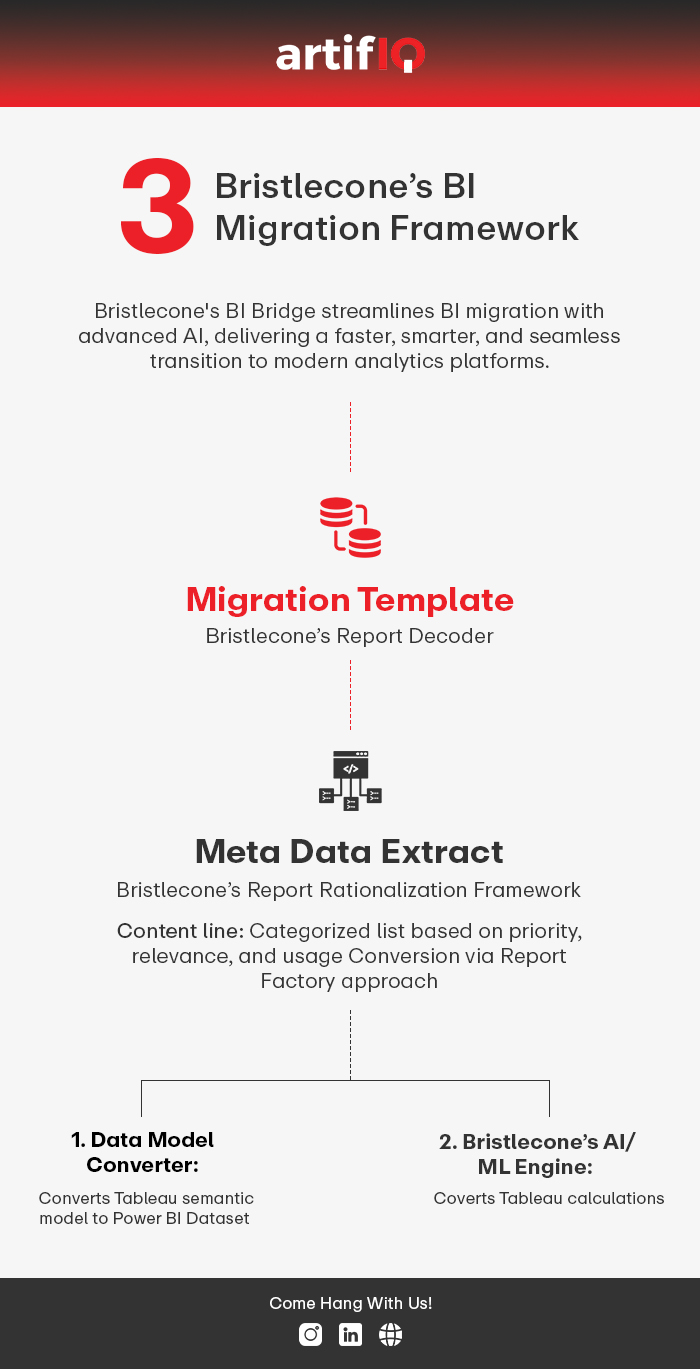 artifIQ
3
Bristlecone’s BI
Migration Framework
Bristlecone's BI Bridge streamlines BI migration with
advanced AI, delivering a faster, smarter, and seamless
transition to modern analytics platforms.
Migration Template
Bristlecone’s Report Decoder
</>
Meta Data Extract
Bristlecone’s Report Rationalization Framework
Content line: Categorized list based on priority,
relevance, and usage Conversion via Report
Factory approach
1. Data Model
Converter:
Converts Tableau semantic
model to Power BI Dataset
2. Bristlecone’s AI/
ML Engine:
Coverts Tableau calculations
Come Hang With Us!
in